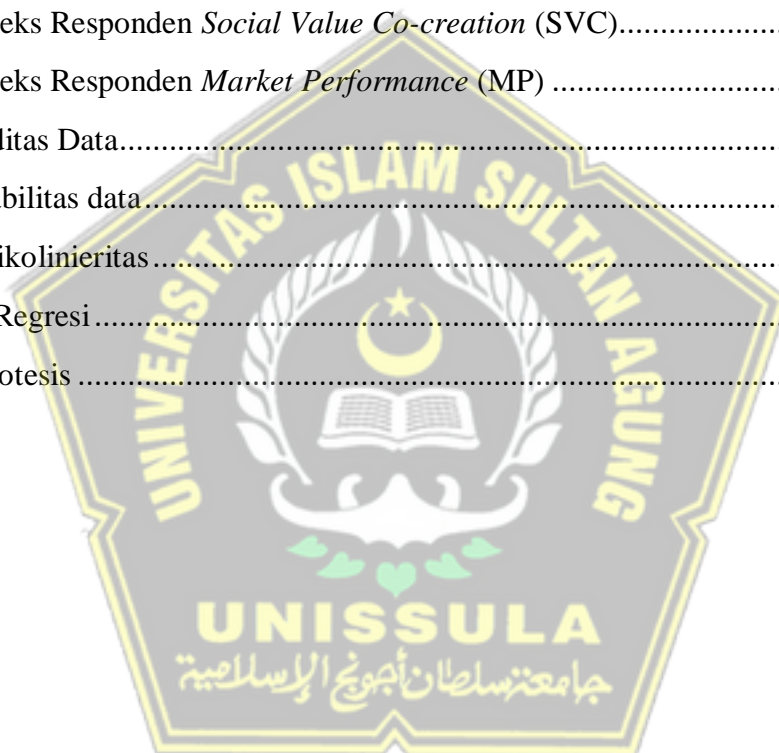 eks Responden Social Value Co-creation (SVC)....................
eks Responden Market Performance (MP) ............................
litas Data.............................................................................
abilitas data..........................................................................
ikolinieritas.........................................................................
Regresi.................................................................................
otesis ...................................................................................
UNIVERSITAS ISLAM SULTAN AGUNG
UNISSULA
جامعة سلطان أجونج الإسلامية